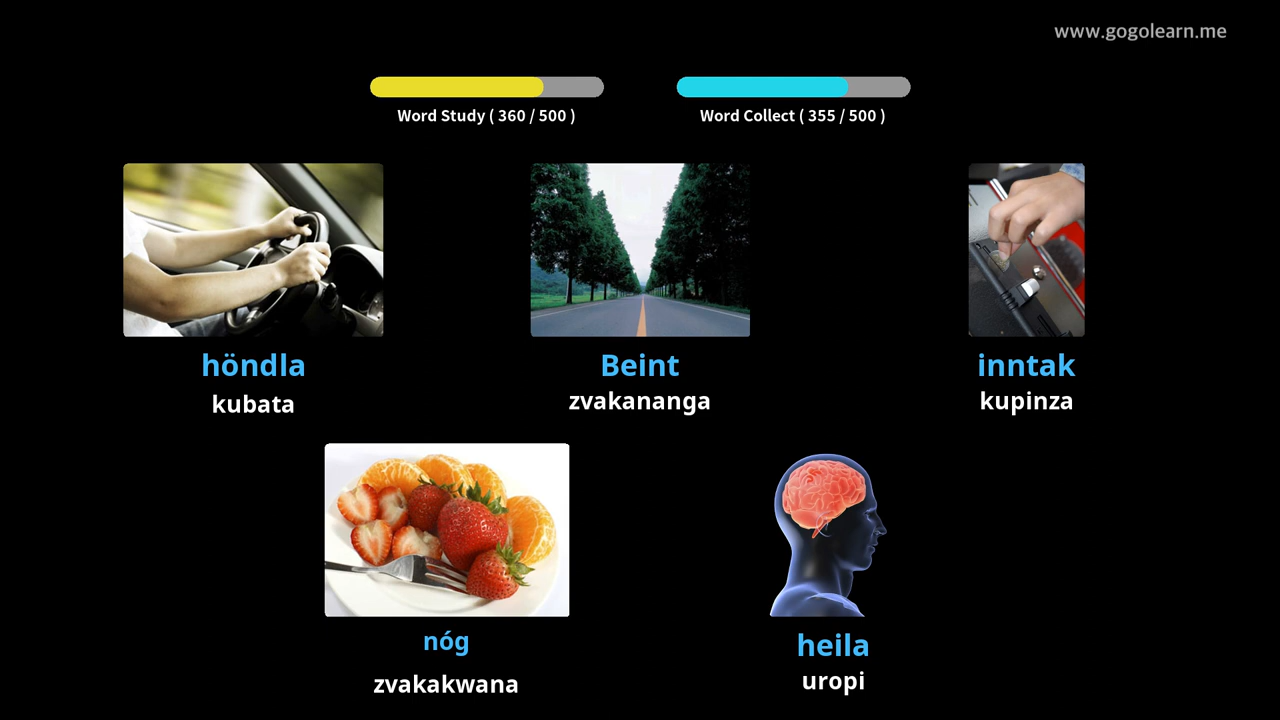 www.gogolearn.me
Word Study ( 360 / 500 )
Word Collect ( 355 / 500 )
höndla
kubata
Beint
zvakananga
inntak
kupinza
nóg
zvakakwana
heila
uropi